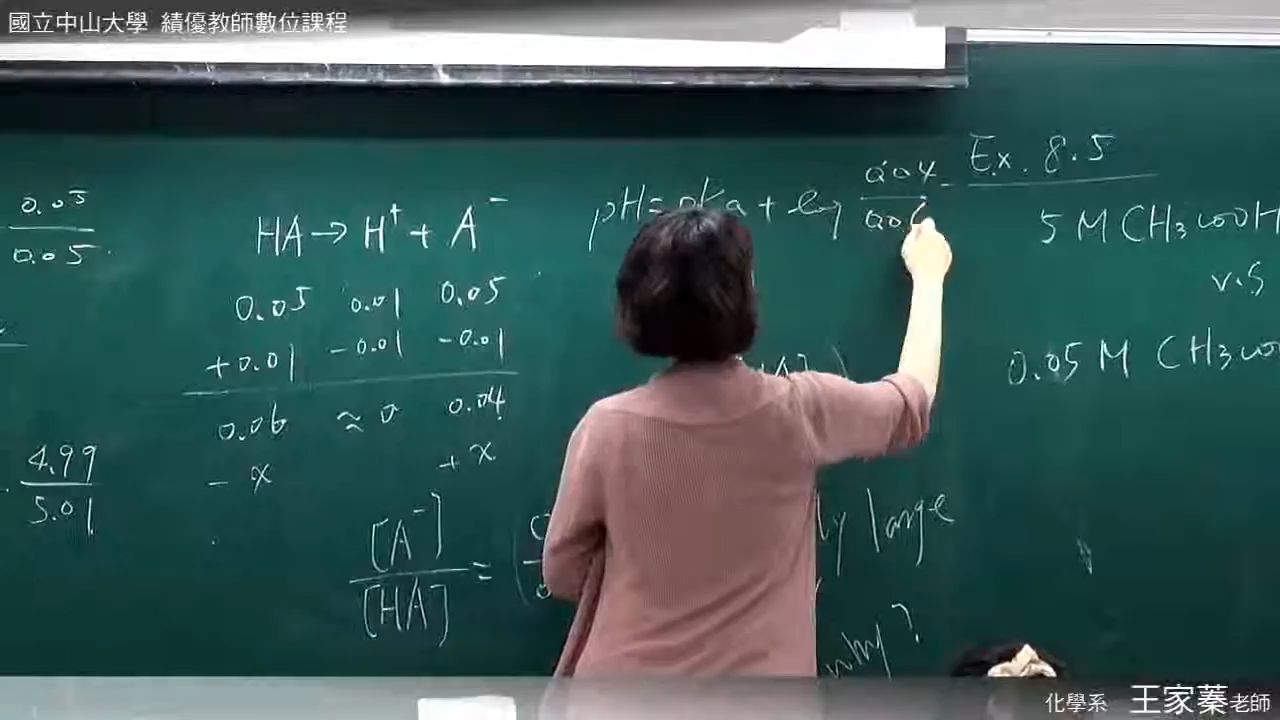 國立中山大學 績優教師數位課程
Ex. 8.5
0.05
0.05
HA → H⁺ + A⁻
pH = pKa + log 0.04
5 M CH3COOH
v.s
0.05 0.01 0.05
+0.01 -0.01 -0.01
0.05 M CH3CO
0.06 ≈ 0 0.04
- x + x
4.99
5.01
[A⁻]
[HA] =
ly large
why?
化學系 王家蓁老師